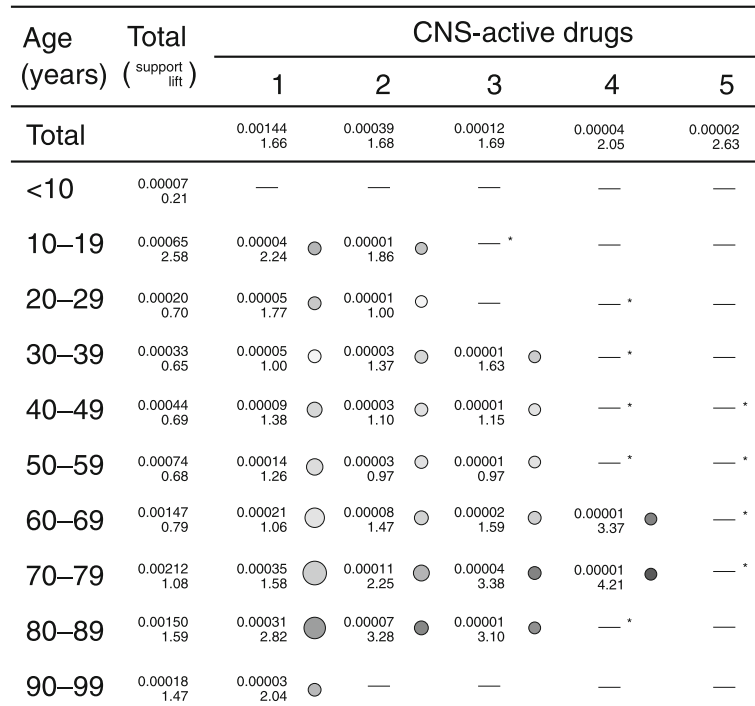 Age Total CNS-active drugs
(years) (support lift) 1 2 3 4 5
Total 0.00144 0.00039 0.00012 0.00004 0.00002
1.66 1.68 1.69 2.05 2.63
<10 0.00007 — — — — —
0.21
10–19 0.00065 0.00004 0.00001 —* — —
2.58 2.24 1.86
20–29 0.00020 0.00005 0.00001 — —* —
0.70 1.77 1.00
30–39 0.00033 0.00005 0.00003 0.00001 —* —
0.65 1.00 1.37 1.63
40–49 0.00044 0.00009 0.00003 0.00001 —* —*
0.69 1.38 1.10 1.15
50–59 0.00074 0.00014 0.00003 0.00001 —* —*
0.68 1.26 0.97 0.97
60–69 0.00147 0.00021 0.00008 0.00002 0.00001 —*
0.79 1.06 1.47 1.59 3.37
70–79 0.00212 0.00035 0.00011 0.00004 0.00001 —*
1.08 1.58 2.25 3.38 4.21
80–89 0.00150 0.00031 0.00007 0.00001 —* —
1.59 2.82 3.28 3.10
90–99 0.00018 0.00003 — — — —
1.47 2.04